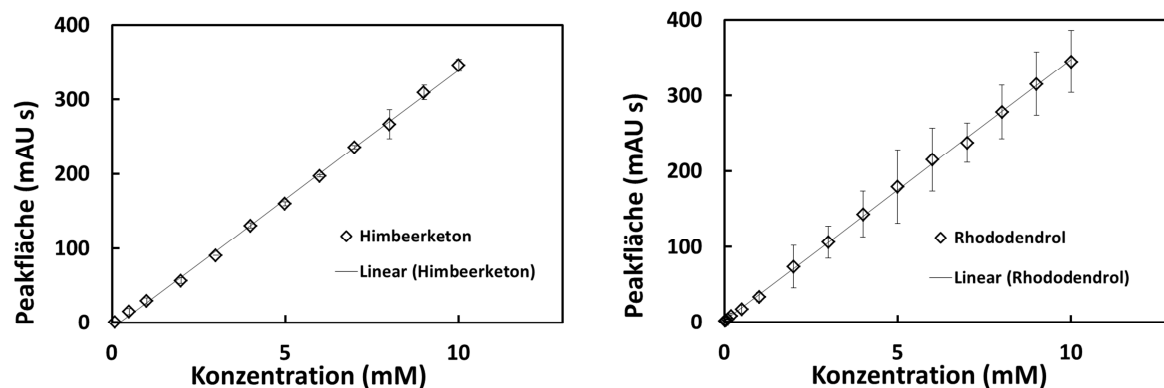 400
300
200
100
0
0
5
10
Peakfläche (mAU s)
Konzentration (mM)
Himbeerketon
Linear (Himbeerketon)
400
300
200
100
0
0
5
10
Peakfläche (mAU s)
Konzentration (mM)
Rhododendrol
Linear (Rhododendrol)